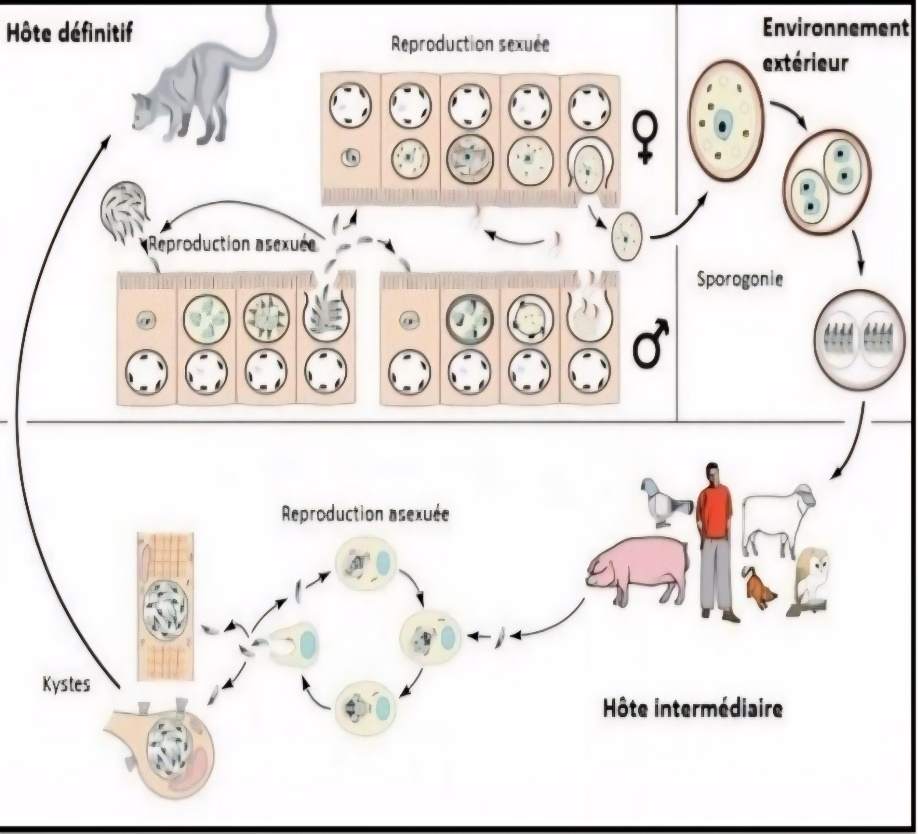 Hôte définitif
Reproduction sexuée
Environnement
extérieur
♀
Reproduction asexuée
Sporogonie
♂
Reproduction asexuée
Kystes
Hôte intermédiaire